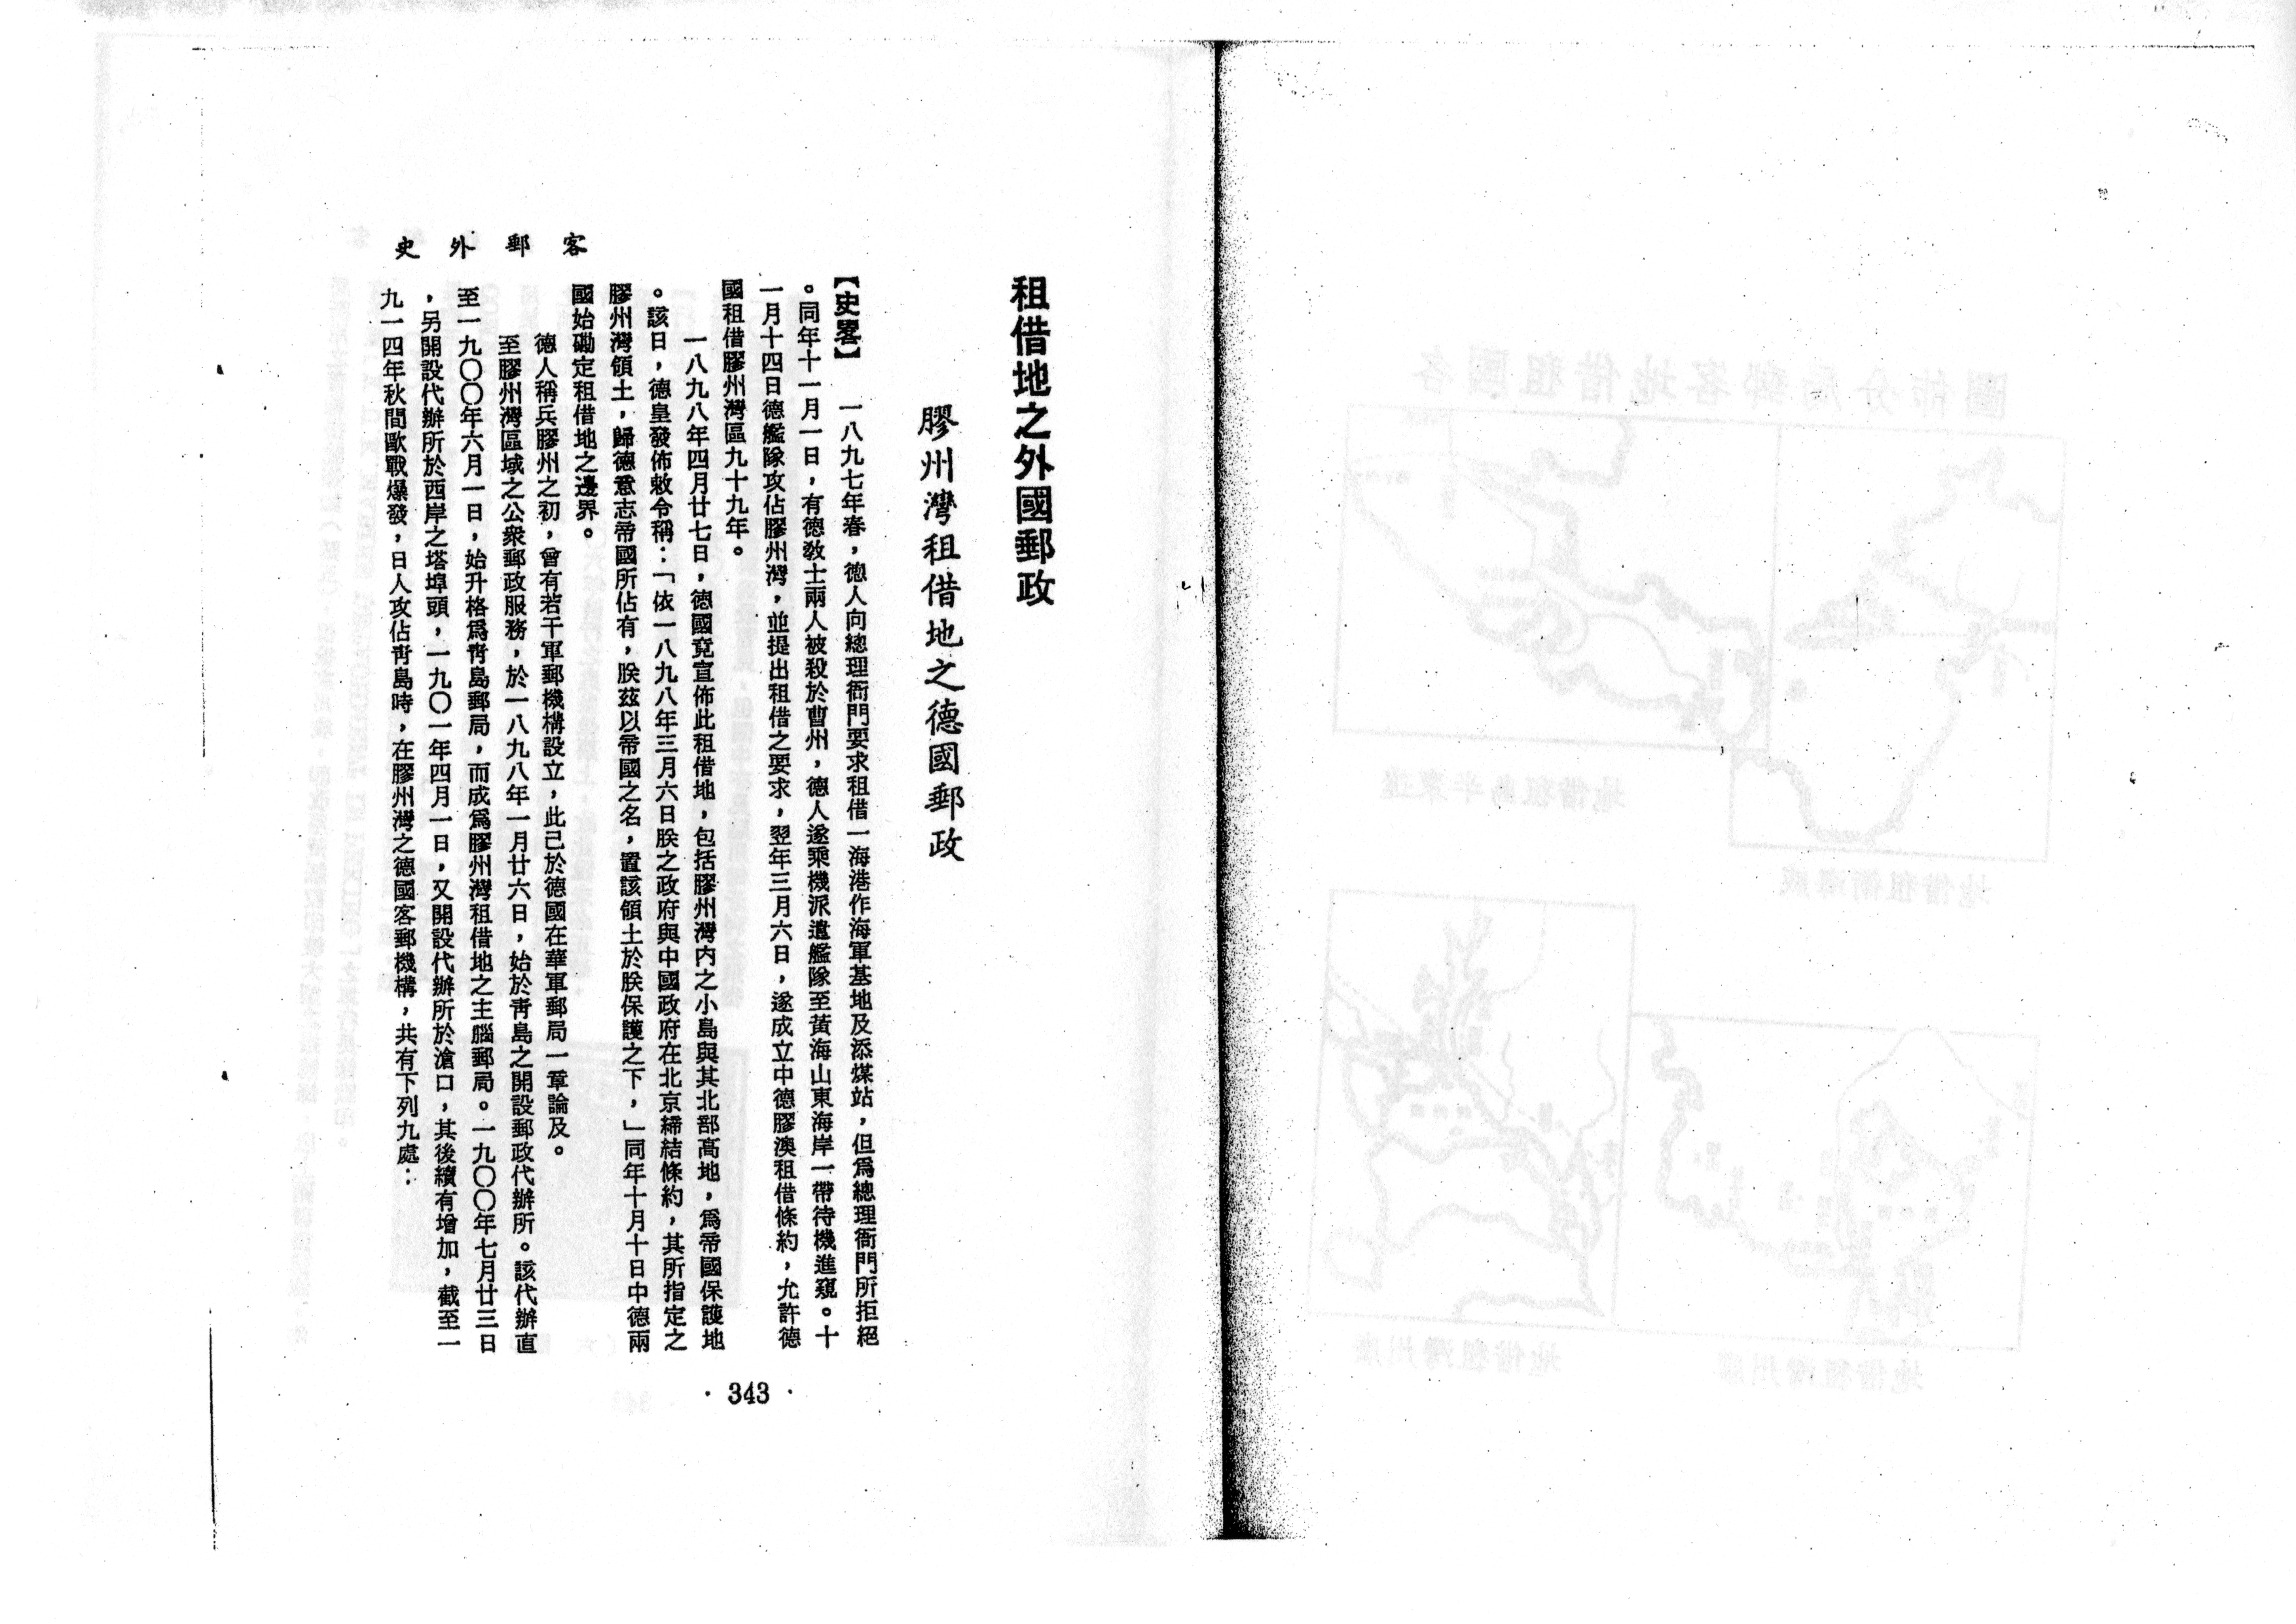 租借地之外國郵政
膠州灣租借地之德國郵政
【史畧】　一八九七年春，德人向總理衙門要求租借一海港作海軍基地及添煤站，但爲總理衙門所拒絕
。同年十一月一日，有德教士兩人被殺於曹州，德人遂乘機派遣艦隊至黃海山東海岸一帶待機進窺。十
一月十四日德艦隊攻佔膠州灣，並提出租借之要求，翌年三月六日，遂成立中德膠澳租借條約，允許德
國租借膠州灣區九十九年。
一八九八年四月廿七日，德國竟宣佈此租借地，包括膠州灣內之小島與其北部高地，爲帝國保護地
。該日，德皇發佈敕令稱：「依一八九八年三月六日朕之政府與中國政府在北京締結條約，其所指定之
膠州灣領土，歸德意志帝國所佔有，朕茲以帝國之名，置該領土於朕保護之下，」同年十月十日中德兩
國始勘定租借地之邊界。
德人稱兵膠州之初，曾有若干軍郵機構設立，此己於德國在華軍郵局一章論及。
至膠州灣區域之公衆郵政服務，於一八九八年一月廿六日，始於靑島之開設郵政代辦所。該代辦直
至一九〇〇年六月一日，始升格爲靑島郵局，而成爲膠州灣租借地之主腦郵局。一九〇〇年七月廿三日
，另開設代辦所於西岸之塔埠頭，一九〇一年四月一日，又開設代辦所於滄口，其後續有增加，截至一
九一四年秋間歐戰爆發，日人攻佔靑島時，在膠州灣之德國客郵機構，共有下列九處：
客郵外史
· 343 ·